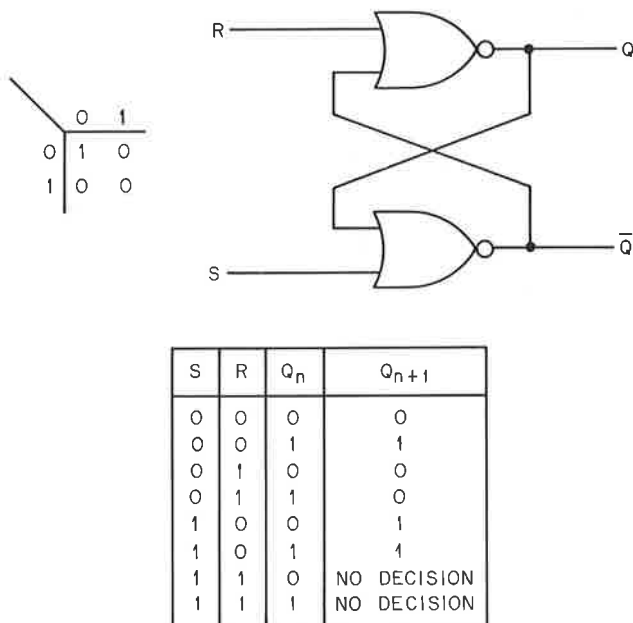 R
Q
0 1
0 1 0
1 0 0
S
Q̅
S R Qn Qn+1
0 0 0 0
0 0 1 1
0 1 0 0
0 1 1 0
1 0 0 1
1 0 1 1
1 1 0 NO DECISION
1 1 1 NO DECISION